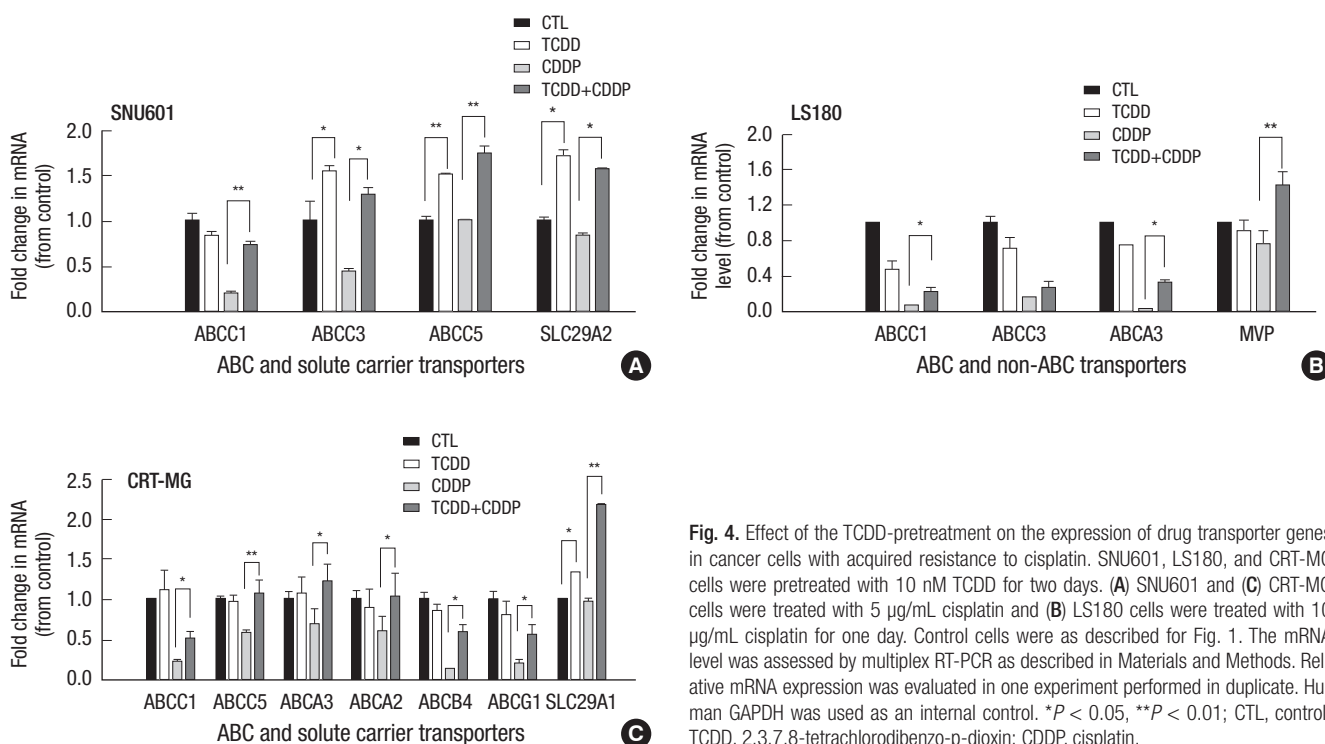 CTL
TCDD
CDDP
TCDD+CDDP
SNU601
* ** * ** * ** *
Fold change in mRNA
(from control)
2.0
1.5
1.0
0.5
0.0
ABCC1 ABCC3 ABCC5 SLC29A2
ABC and solute carrier transporters
A
CTL
TCDD
CDDP
TCDD+CDDP
LS180
* * **
Fold change in mRNA
level (from control)
2.0
1.6
1.2
0.8
0.4
0.0
ABCC1 ABCC3 ABCA3 MVP
ABC and non-ABC transporters
B
CTL
TCDD
CDDP
TCDD+CDDP
CRT-MG
* ** * * * * * **
Fold change in mRNA
(from control)
2.5
2.0
1.5
1.0
0.5
0.0
ABCC1 ABCC5 ABCA3 ABCA2 ABCB4 ABCG1 SLC29A1
ABC and solute carrier transporters
C
Fig. 4. Effect of the TCDD-pretreatment on the expression of drug transporter genes
in cancer cells with acquired resistance to cisplatin. SNU601, LS180, and CRT-MG
cells were pretreated with 10 nM TCDD for two days. (A) SNU601 and (C) CRT-MG
cells were treated with 5 μg/mL cisplatin and (B) LS180 cells were treated with 10
μg/mL cisplatin for one day. Control cells were as described for Fig. 1. The mRNA
level was assessed by multiplex RT-PCR as described in Materials and Methods. Rel
ative mRNA expression was evaluated in one experiment performed in duplicate. Hu
man GAPDH was used as an internal control. *P < 0.05, **P < 0.01; CTL, control
TCDD, 2,3,7,8-tetrachlorodibenzo-p-dioxin; CDDP, cisplatin.